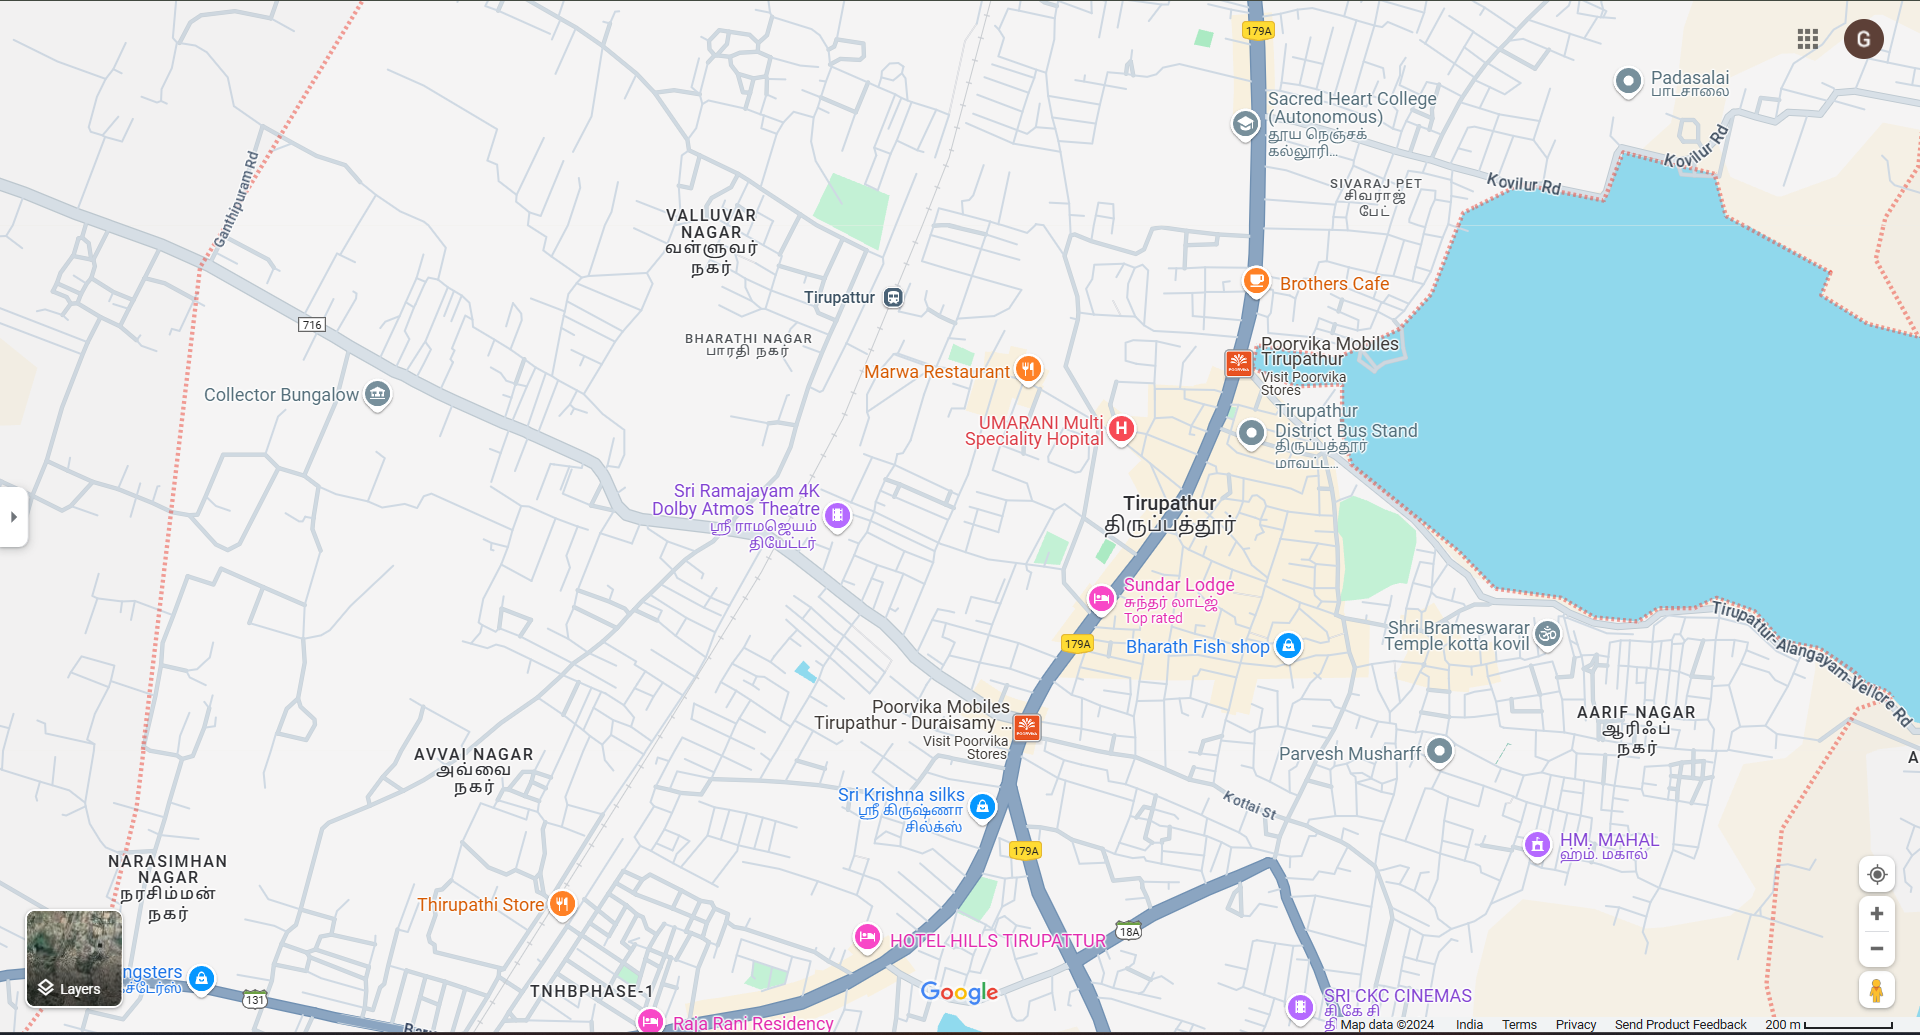 179A
G
Padasalai
பாடசாலை
Sacred Heart College
(Autonomous)
தூய நெஞ்சக்
கல்லூரி...
Kovilur Rd
Kovilur Rd
Ganthipuram Rd
SIVARAJ PET
சிவராஜ்
பேட்
VALLUVAR
NAGAR
வள்ளுவர்
நகர்
Tirupattur
Brothers Cafe
716
BHARATHI NAGAR
பாரதி நகர்
Poorvika Mobiles
Tirupathur
Visit Poorvika
Stores
POORVIKA
Marwa Restaurant
Collector Bungalow
UMARANI Multi
Speciality Hopital
H
Tirupathur
District Bus Stand
திருப்பத்தூர்
மாவட்ட...
Sri Ramajayam 4K
Dolby Atmos Theatre
ஸ்ரீ ராமஜெயம்
தியேட்டர்
Tirupathur
திருப்பத்தூர்
Sundar Lodge
சுந்தர் லாட்ஜ்
Top rated
179A
Bharath Fish shop
Shri Brameswarar
Temple kotta kovil
Tirupattur-Alangayam-Vellore Rd
Poorvika Mobiles
Tirupathur - Duraisamy ...
Visit Poorvika
Stores
POORVIKA
AARIF NAGAR
ஆரிஃப்
நகர்
A
Parvesh Musharff
AVVAI NAGAR
அவ்வை
நகர்
Sri Krishna silks
ஸ்ரீ கிருஷ்ணா
சில்க்ஸ்
Kottai St
179A
HM. MAHAL
ஹம். மகால்
NARASIMHAN
NAGAR
நரசிம்மன்
நகர்
Thirupathi Store
HOTEL HILLS TIRUPATTUR
18A
ngsters
Layers
131
TNHBPHASE-1
Google
SRI CKC CINEMAS
சி கே சி
தி
Raja Rani Residency
Map data ©2024 India Terms Privacy Send Product Feedback 200 m